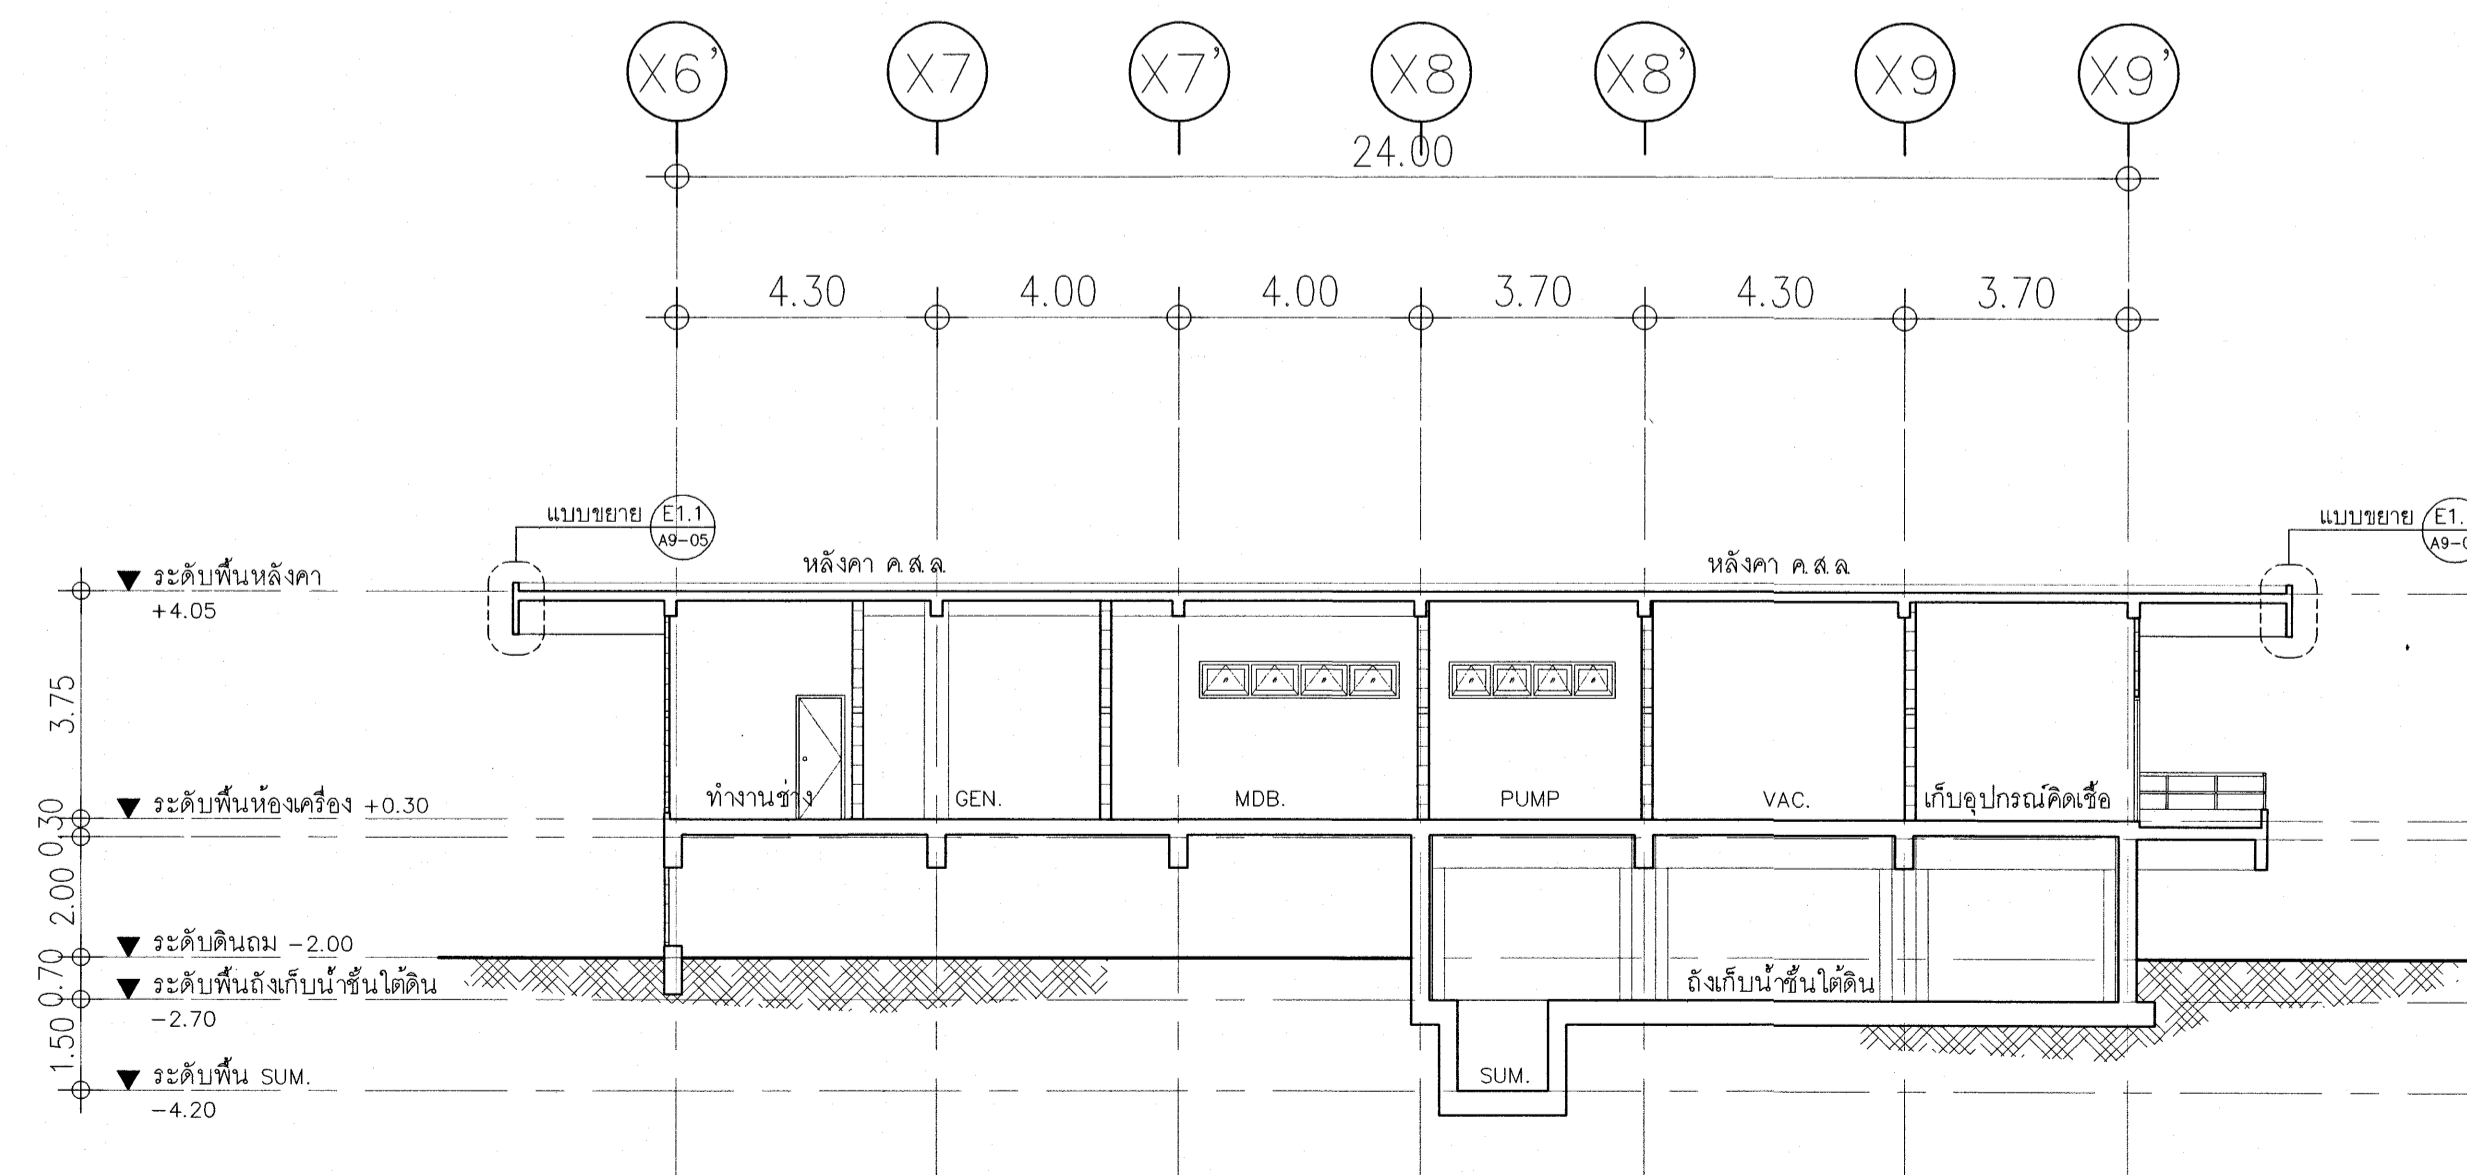 X6' X7 X7' X8 X8' X9 X9'
24.00
4.30 4.00 4.00 3.70 4.30 3.70
แบบขยาย E1.1
A9-05
แบบขยาย E1.
A9-0
หลังคา ค.ส.ล. หลังคา ค.ส.ล.
ระดับพื้นหลังคา
+4.05
3.75
ระดับพื้นห้องเครื่อง +0.30
0.30
ทำงานช่าง GEN. MDB. PUMP VAC. เก็บอุปกรณ์คิดเชื้อ
2.00
ระดับดินถม -2.00
0.70
ระดับพื้นถังเก็บน้ำชั้นใต้ดิน
-2.70
ถังเก็บน้ำชั้นใต้ดิน
1.50
ระดับพื้น SUM.
-4.20
SUM.